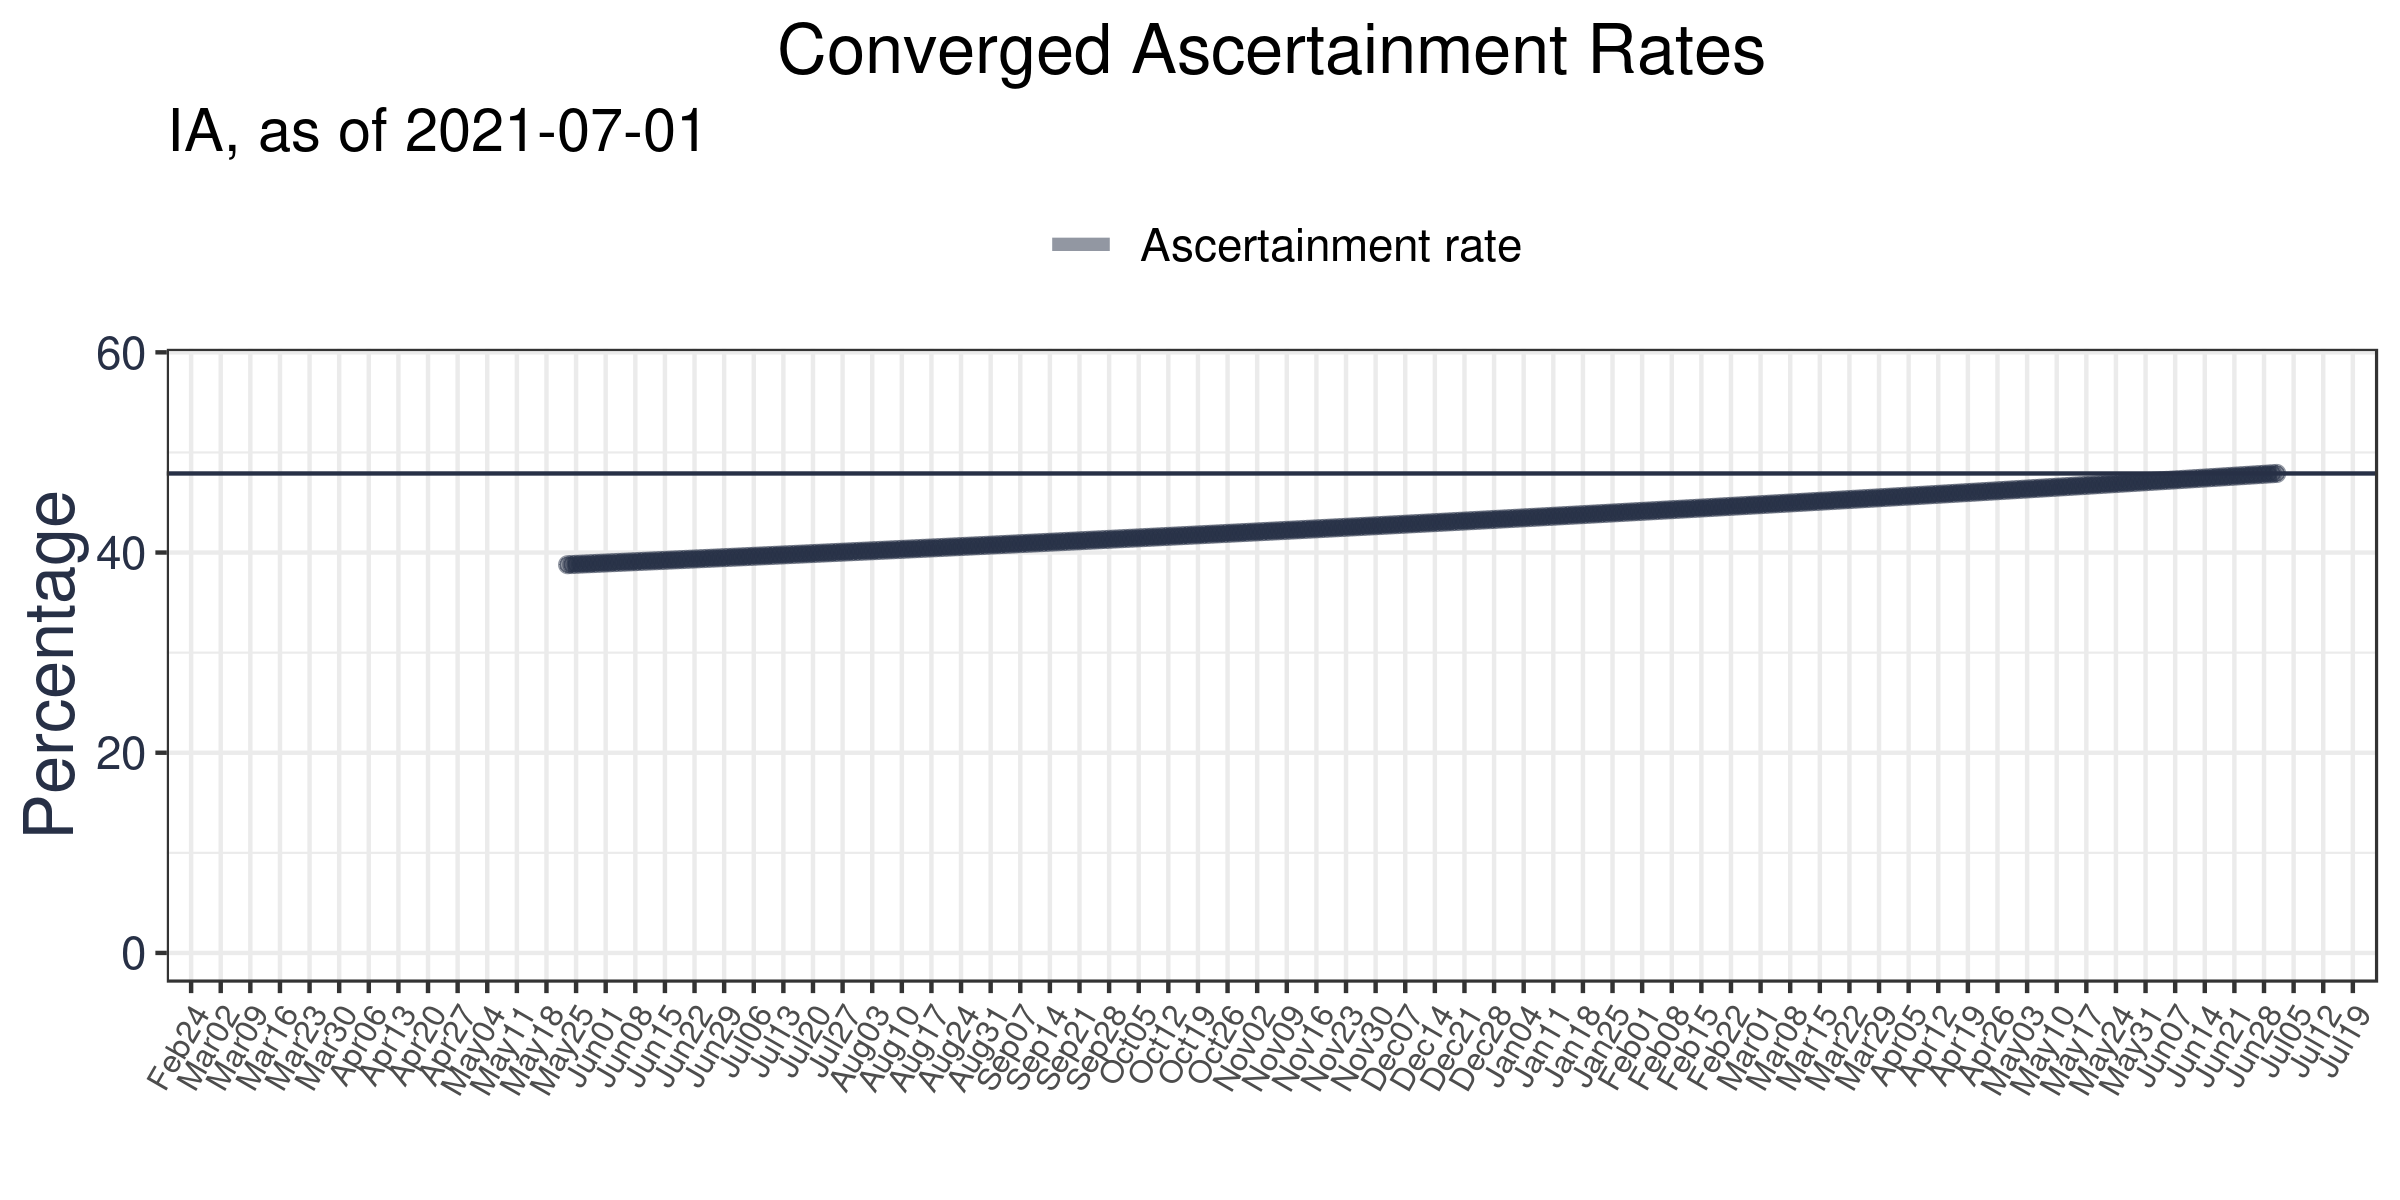 Converged Ascertainment Rates
IA, as of 2021-07-01
Ascertainment rate
Percentage
60
40
20
0
Feb24
Mar02
Mar09
Mar16
Mar23
Mar30
Apr06
Apr13
Apr20
Apr27
May04
May11
May18
May25
Jun01
Jun08
Jun15
Jun22
Jun29
Jul06
Jul13
Jul20
Jul27
Aug03
Aug10
Aug17
Aug24
Aug31
Sep07
Sep14
Sep21
Sep28
Oct05
Oct12
Oct19
Oct26
Nov02
Nov09
Nov16
Nov23
Nov30
Dec07
Dec14
Dec21
Dec28
Jan04
Jan11
Jan18
Jan25
Feb01
Feb08
Feb15
Feb22
Mar01
Mar08
Mar15
Mar22
Mar29
Apr05
Apr12
Apr19
Apr26
May03
May10
May17
May24
May31
Jun07
Jun14
Jun21
Jun28
Jul05
Jul12
Jul19